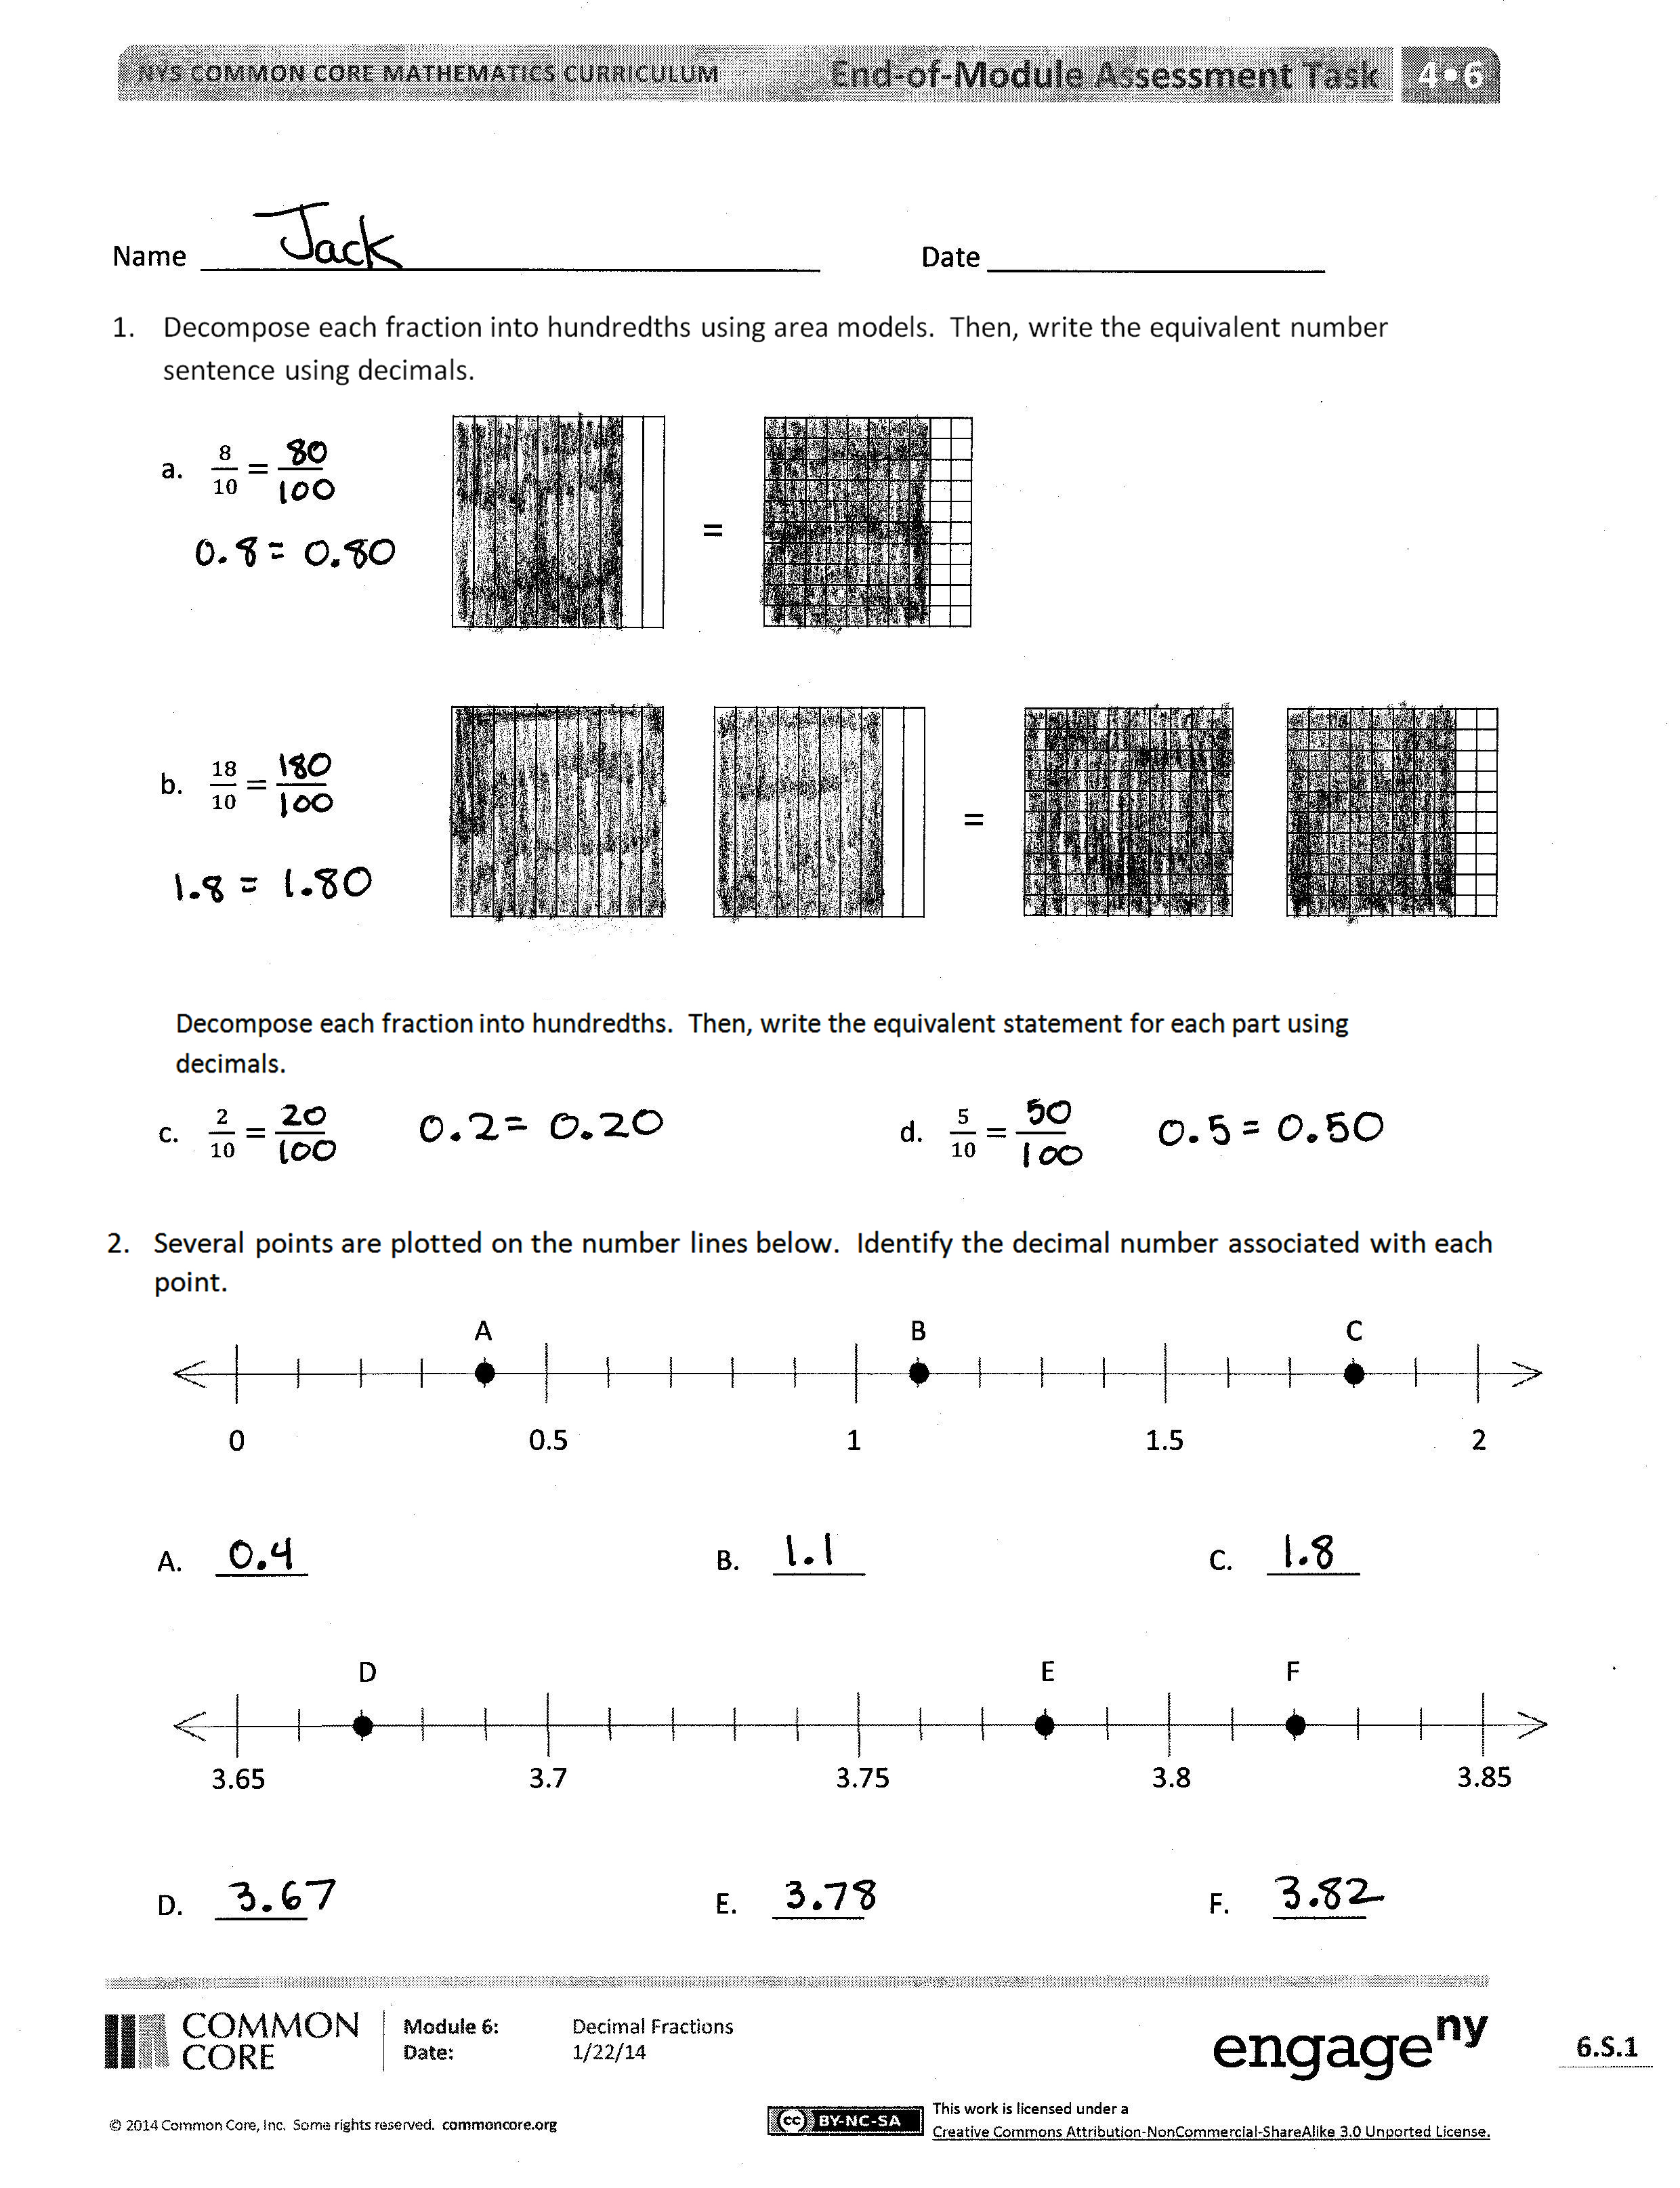 NYS COMMON CORE MATHEMATICS CURRICULUM End-of-Module Assessment Task 4•6
Name Jack Date
1. Decompose each fraction into hundredths using area models. Then, write the equivalent number
sentence using decimals.
a. 8/10 = 80/100
=
0.8 = 0.80
b. 18/10 = 180/100
=
1.8 = 1.80
Decompose each fraction into hundredths. Then, write the equivalent statement for each part using
decimals.
c. 2/10 = 20/100 0.2 = 0.20 d. 5/10 = 50/100 0.5 = 0.50
2. Several points are plotted on the number lines below. Identify the decimal number associated with each
point.
A B C
0 0.5 1 1.5 2
A. 0.4 B. 1.1 C. 1.8
D E F
3.65 3.7 3.75 3.8 3.85
D. 3.67 E. 3.78 F. 3.82
COMMON CORE
Module 6: Decimal Fractions
Date: 1/22/14
engageny
6.S.1
© 2014 Common Core, Inc. Some rights reserved. commoncore.org
cc BY-NC-SA
This work is licensed under a
Creative Commons Attribution-NonCommercial-ShareAlike 3.0 Unported License.